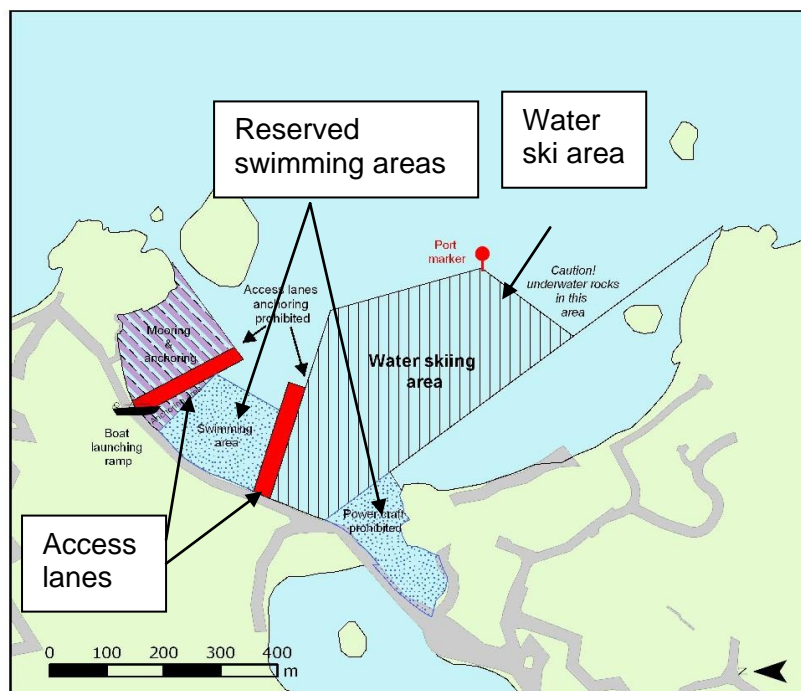 Reserved
swimming areas
Water
ski area
Port
marker
Caution!
underwater rocks
in this
area
Access lanes
anchoring
prohibited
Mooring
&
anchoring
Water skiing
area
Swimming
area
Boat
launching
ramp
Power craft
prohibited
Access
lanes
0 100 200 300 400
m